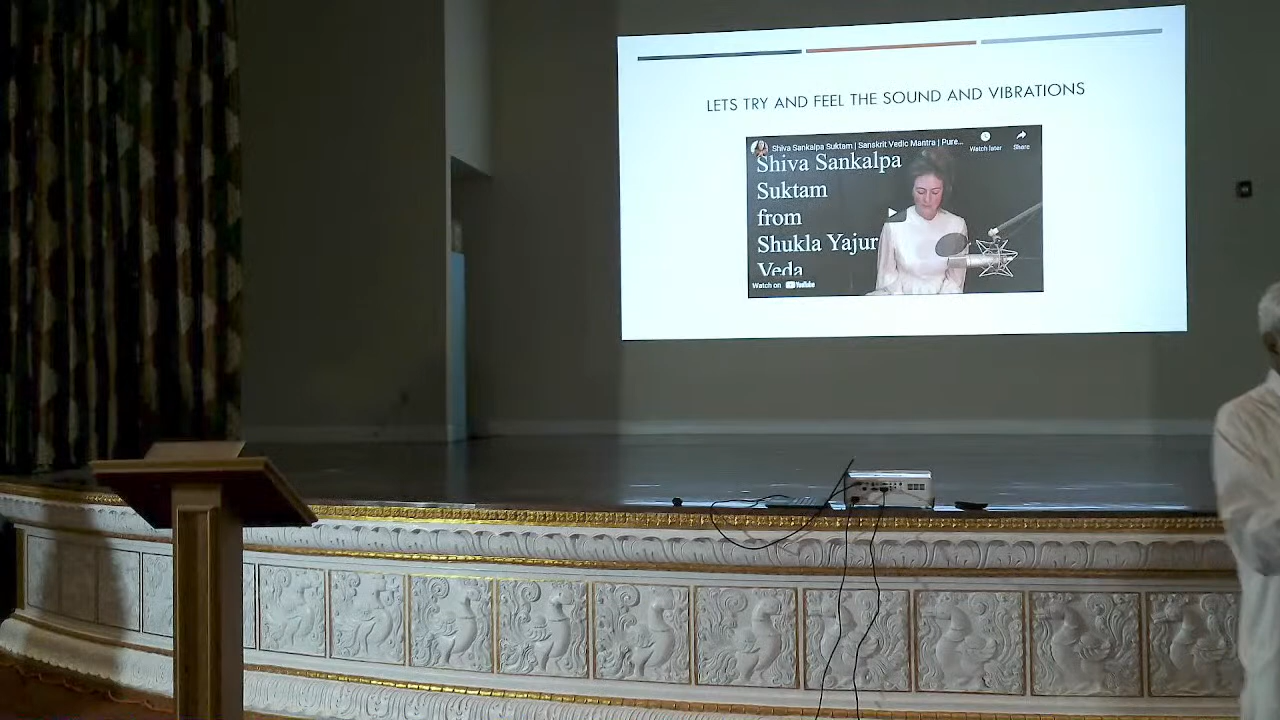 LETS TRY AND FEEL THE SOUND AND VIBRATIONS
Shiva Sankalpa Suktam | Sanskrit Vedic Mantra | Pure...
Watch later
Share
Shiva Sankalpa
Suktam
from
Shukla Yajur
Veda
Watch on YouTube